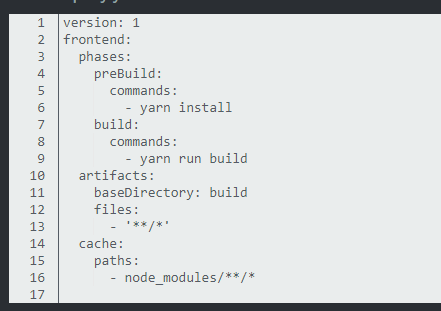 1 version: 1
2 frontend:
3   phases:
4     preBuild:
5       commands:
6         - yarn install
7     build:
8       commands:
9         - yarn run build
10   artifacts:
11     baseDirectory: build
12     files:
13       - '**/*'
14   cache:
15     paths:
16       - node_modules/**/*
17